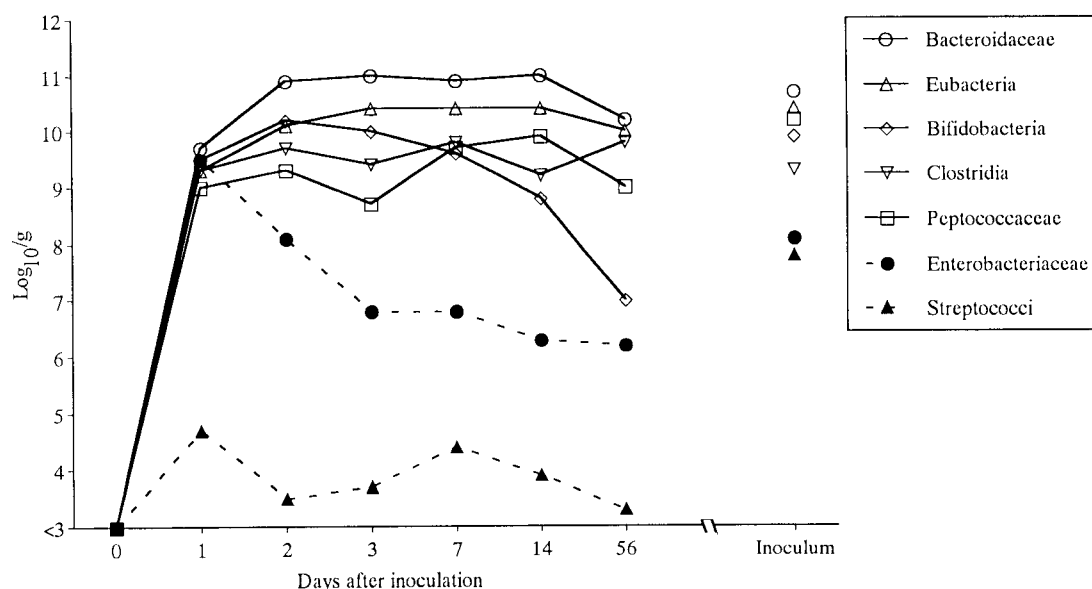 12
11
10
9
8
7
6
5
4
<3
Log10/g
0 1 2 3 7 14 56 Inoculum
Days after inoculation
Bacteroidaceae
Eubacteria
Bifidobacteria
Clostridia
Peptococcaceae
Enterobacteriaceae
Streptococci